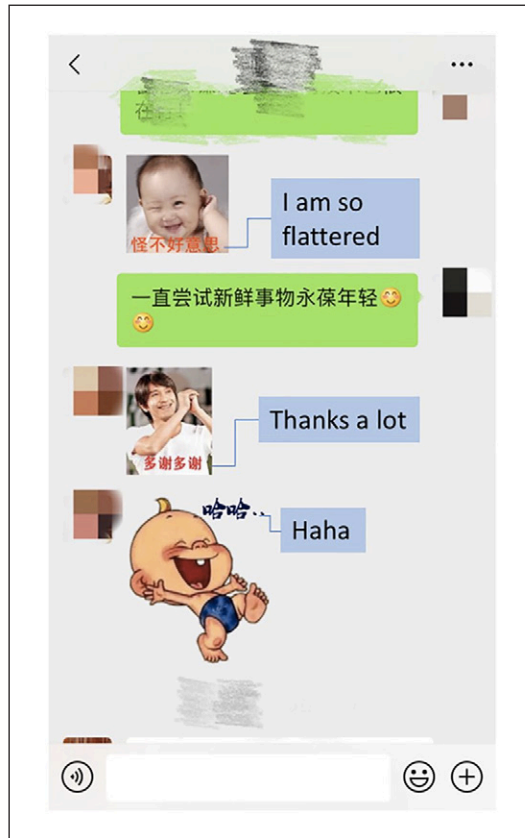 在
怪不好意思
I am so
flattered
一直尝试新鲜事物永葆年轻😊
😊
多谢多谢
Thanks a lot
哈哈..
Haha